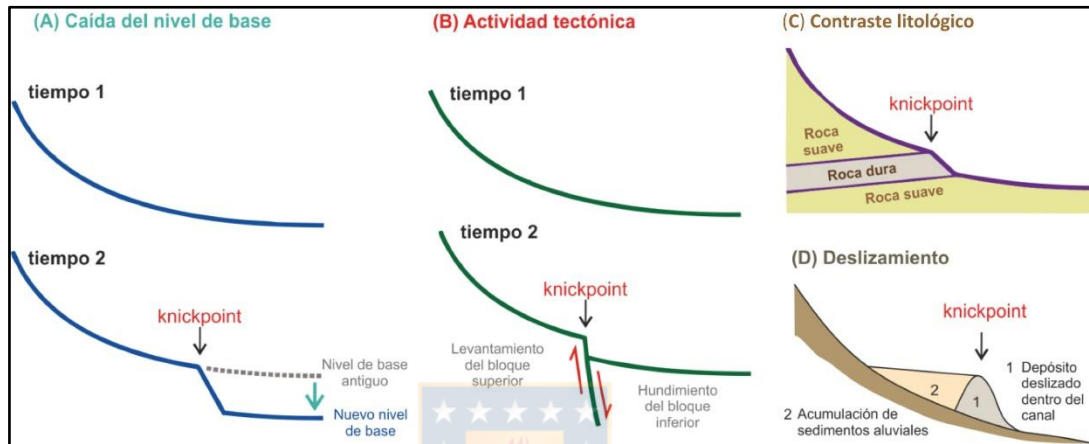 (A) Caída del nivel de base
tiempo 1
tiempo 2
knickpoint
Nivel de base
antiguo
Nuevo nivel
de base
(B) Actividad tectónica
tiempo 1
tiempo 2
knickpoint
Levantamiento
del bloque
superior
Hundimiento
del bloque
inferior
(C) Contraste litológico
knickpoint
Roca
suave
Roca dura
Roca suave
(D) Deslizamiento
knickpoint
1 Depósito
deslizado
dentro del
canal
2
1
2 Acumulación de
sedimentos aluviales